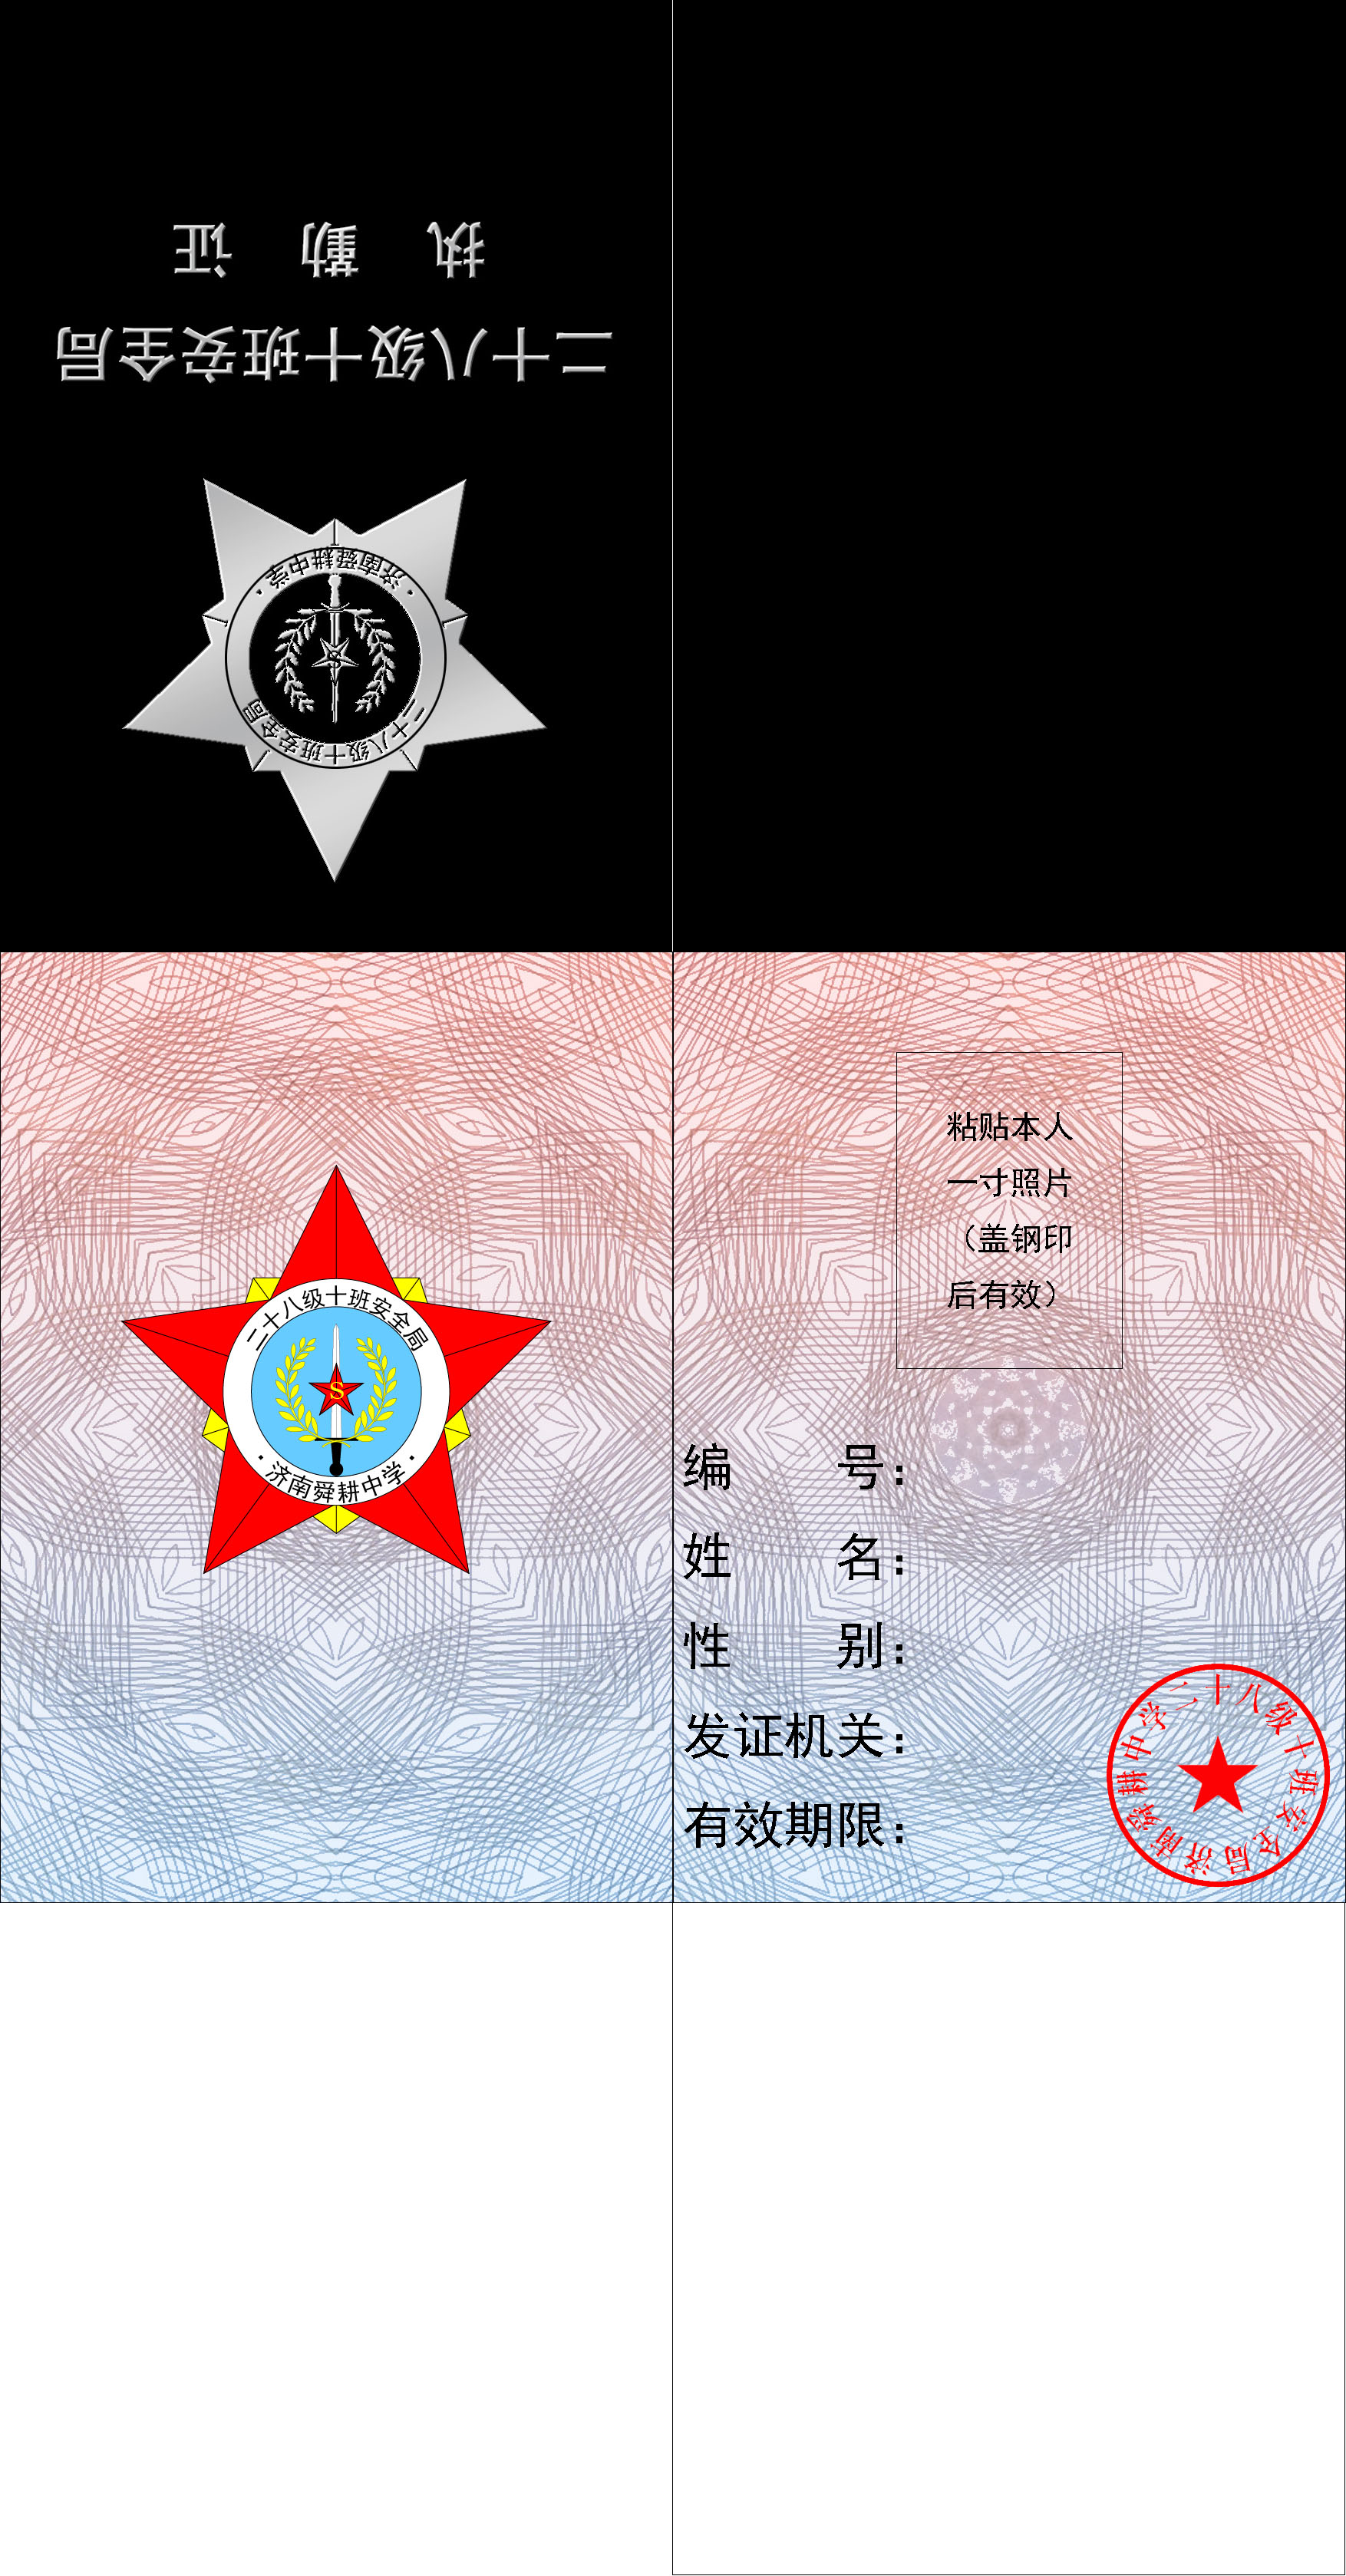 二十八级十班安全局
执 勤 证
二十八级十班安全局
·济南舜耕中学·
S
二十八级十班安全局
S
·济南舜耕中学·
粘贴本人
一寸照片
（盖钢印
后有效）
编 号：
姓 名：
性 别：
发证机关：
有效期限：
济南舜耕中学二十八级十班安全局